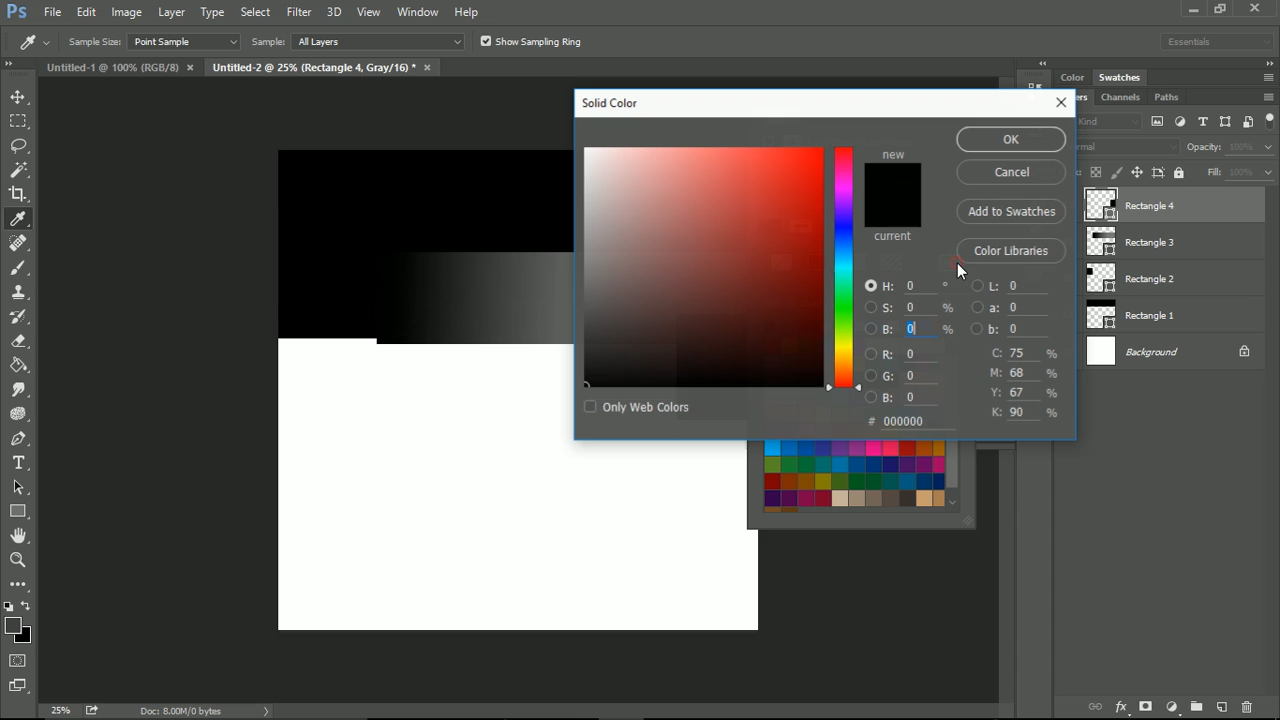 Ps File Edit Image Layer Type Select Filter 3D View Window Help
Sample Size: Point Sample Sample: All Layers Show Sampling Ring Essentials
Untitled-1 @ 100% (RGB/8) × Untitled-2 @ 25% (Rectangle 4, Gray/16) * ×
Color Swatches
Channels Paths
Solid Color
OK
Cancel
Add to Swatches
Color Libraries
new
current
H: 0 °
S: 0 %
B: 0 %
R: 0
G: 0
B: 0
# 000000
L: 0
a: 0
b: 0
C: 75 %
M: 68 %
Y: 67 %
K: 90 %
Only Web Colors
Kind
Opacity: 100%
Fill: 100%
Rectangle 4
Rectangle 3
Rectangle 2
Rectangle 1
Background
T
25% Doc: 8.00M/0 bytes
fx